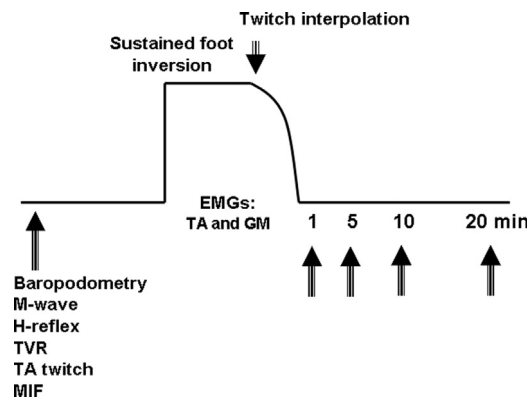 Twitch interpolation
Sustained foot
inversion
EMGs:
TA and GM
1 5 10 20 min
Baropodometry
M-wave
H-reflex
TVR
TA twitch
MIF